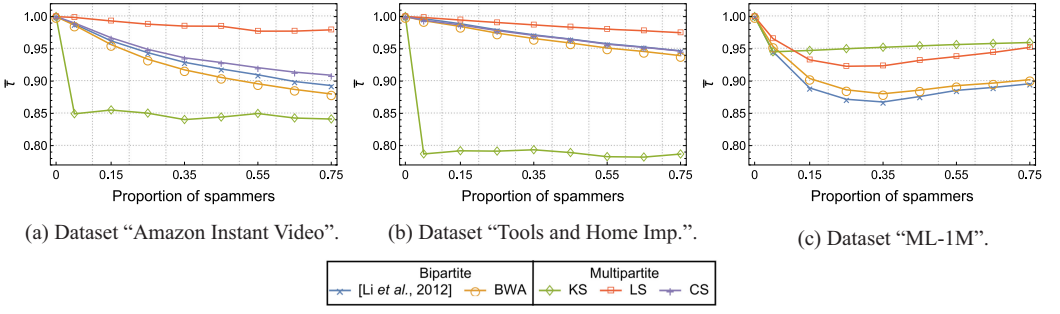 1.00
0.95
0.90
0.85
0.80
τ̅
0 0.15 0.35 0.55 0.75
Proportion of spammers
(a) Dataset “Amazon Instant Video”.
1.00
0.95
0.90
0.85
0.80
τ̅
0 0.15 0.35 0.55 0.75
Proportion of spammers
(b) Dataset “Tools and Home Imp.”.
1.00
0.95
0.90
0.85
0.80
τ̅
0 0.15 0.35 0.55 0.75
Proportion of spammers
(c) Dataset “ML-1M”.
Bipartite Multipartite
[Li et al., 2012] BWA KS LS CS